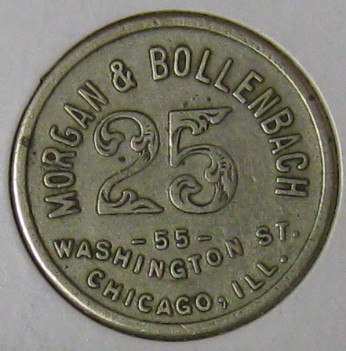 MORGAN & BOLLENBACH
25
-55-
WASHINGTON ST.
CHICAGO, ILL.